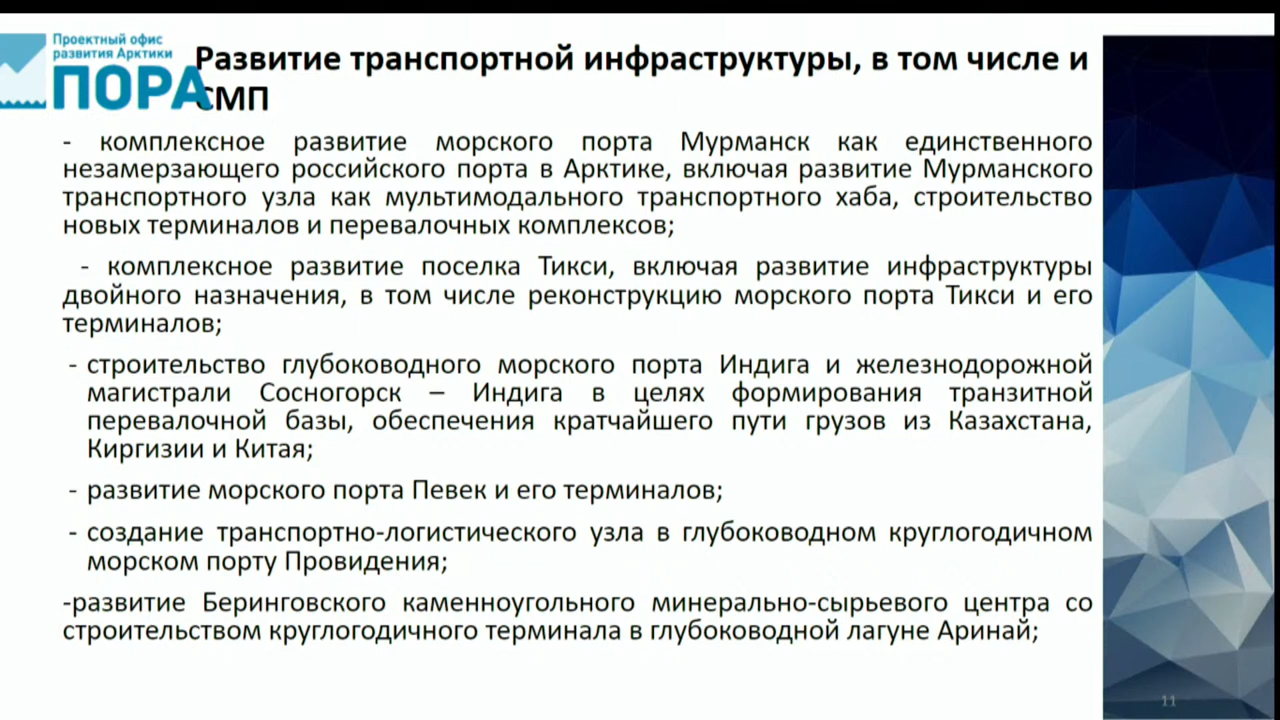 Проектный офис
развития Арктики
ПОРА
Развитие транспортной инфраструктуры, в том числе и
СМП
- комплексное развитие морского порта Мурманск как единственного
незамерзающего российского порта в Арктике, включая развитие Мурманского
транспортного узла как мультимодального транспортного хаба, строительство
новых терминалов и перевалочных комплексов;
- комплексное развитие поселка Тикси, включая развитие инфраструктуры
двойного назначения, в том числе реконструкцию морского порта Тикси и его
терминалов;
- строительство глубоководного морского порта Индига и железнодорожной
магистрали Сосногорск – Индига в целях формирования транзитной
перевалочной базы, обеспечения кратчайшего пути грузов из Казахстана,
Киргизии и Китая;
- развитие морского порта Певек и его терминалов;
- создание транспортно-логистического узла в глубоководном круглогодичном
морском порту Провидения;
-развитие Беринговского каменноугольного минерально-сырьевого центра со
строительством круглогодичного терминала в глубоководной лагуне Аринай;
11